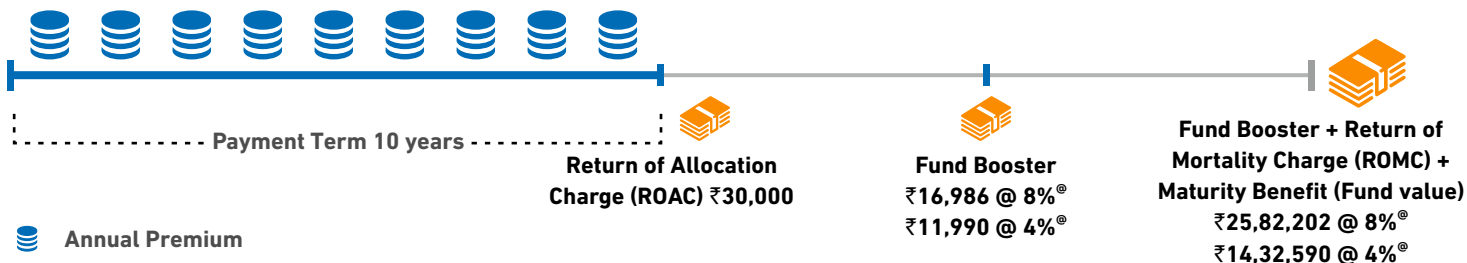 Payment Term 10 years
Return of Allocation
Charge (ROAC) ₹30,000
Fund Booster
₹16,986 @ 8%@
₹11,990 @ 4%@
Fund Booster + Return of
Mortality Charge (ROMC) +
Maturity Benefit (Fund value)
₹25,82,202 @ 8%@
₹14,32,590 @ 4%@
Annual Premium